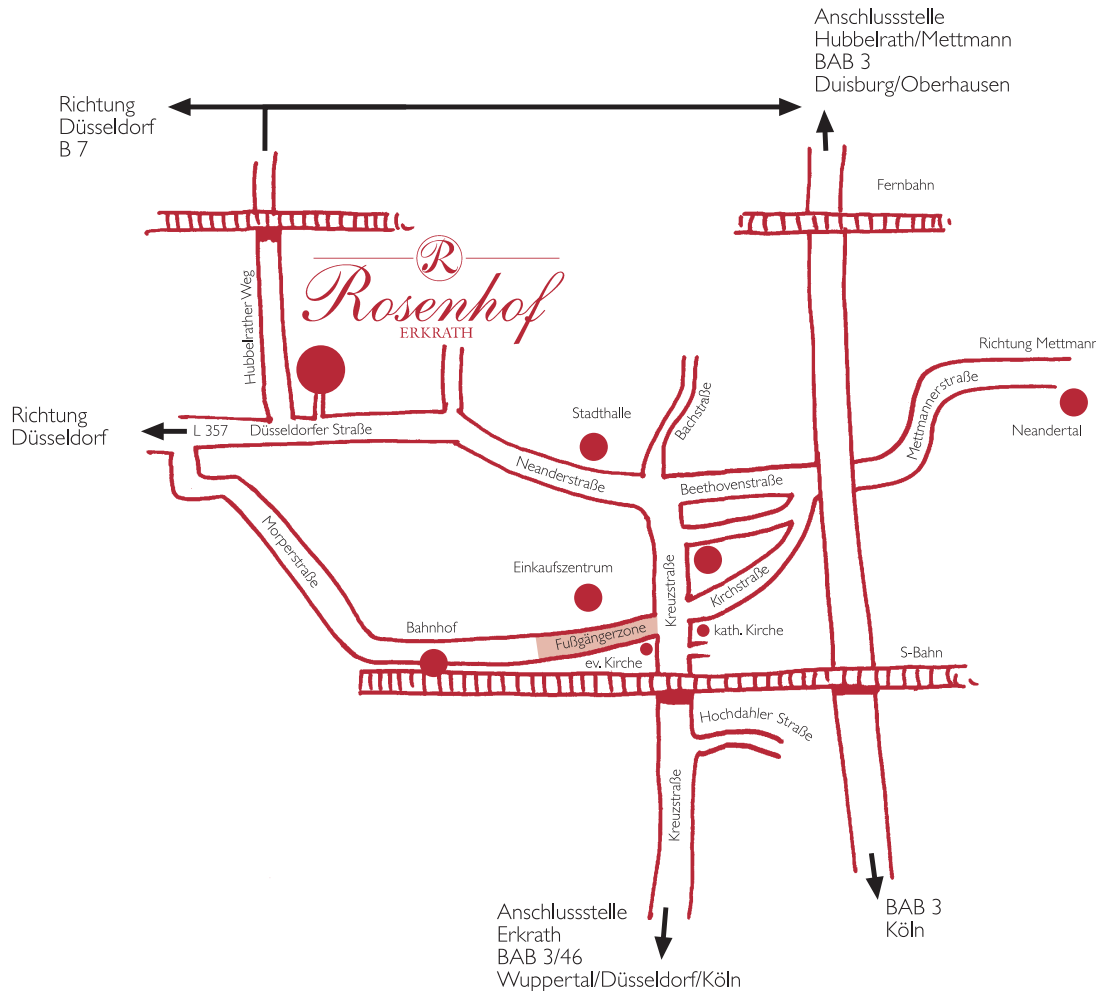 Anschlussstelle
Hubbelrath/Mettmann
BAB 3
Duisburg/Oberhausen
Richtung
Düsseldorf
B 7
Fernbahn
R
Rosenhof
ERKRATH
Hubbelrather Weg
Richtung Mettmann
Mettmannerstraße
Neandertal
Richtung
Düsseldorf
L 357 Düsseldorfer Straße
Stadthalle
Bachstraße
Neanderstraße
Beethovenstraße
Morperstraße
Einkaufszentrum
Kreuzstraße
Kirchstraße
Bahnhof
Fußgängerzone
kath. Kirche
ev. Kirche
S-Bahn
Hochdahler Straße
Kreuzstraße
Anschlussstelle
Erkrath
BAB 3/46
Wuppertal/Düsseldorf/Köln
BAB 3
Köln